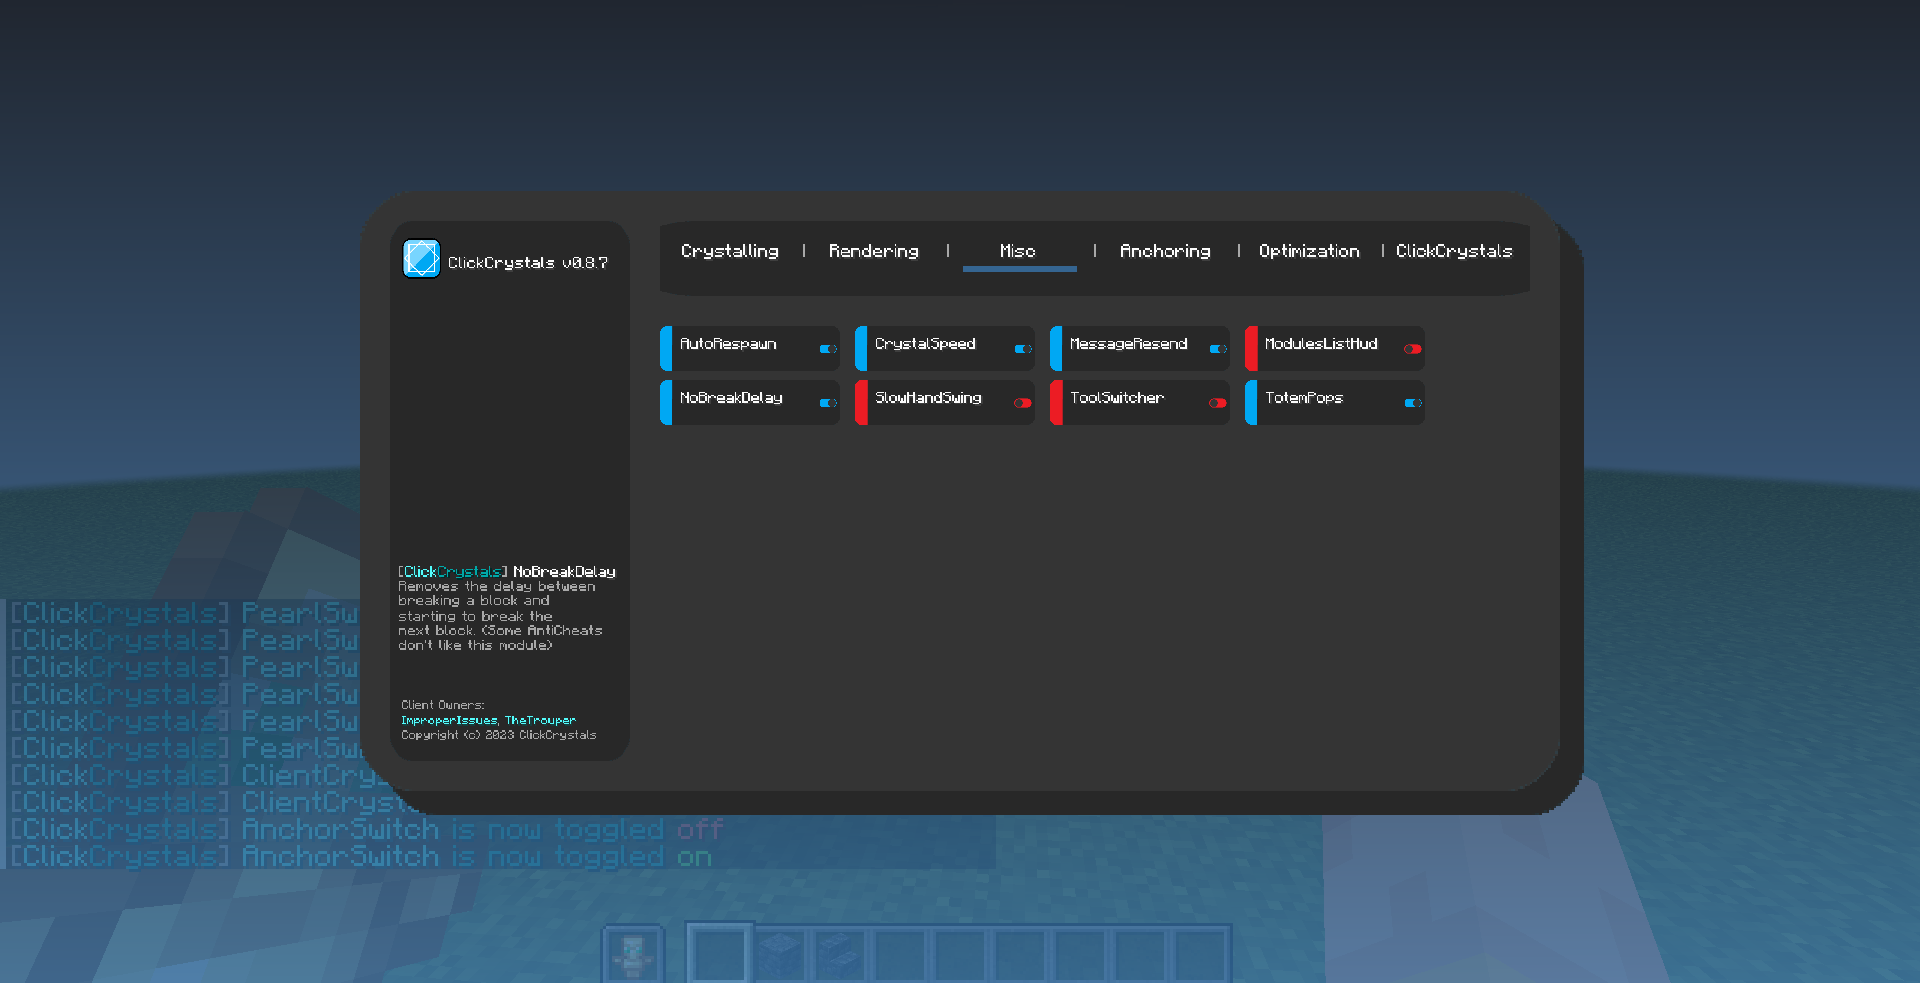 ClickCrystals v0.8.7
Crystalling | Rendering | Misc | Anchoring | Optimization | ClickCrystals
AutoRespawn CrystalSpeed MessageResend ModulesListHud
NoBreakDelay SlowHandSwing ToolSwitcher TotemPops
[ClickCrystals] NoBreakDelay
Removes the delay between
breaking a block and
starting to break the
next block. (Some AntiCheats
don't like this module)
Client Owners:
ImproperIssues, TheTrouper
Copyright (c) 2023 ClickCrystals
[ClickCrystals] PearlSw
[ClickCrystals] PearlSw
[ClickCrystals] PearlSw
[ClickCrystals] PearlSw
[ClickCrystals] PearlSw
[ClickCrystals] PearlSw
[ClickCrystals] ClientCrys
[ClickCrystals] ClientCryst
[ClickCrystals] AnchorSwitch is now toggled off
[ClickCrystals] AnchorSwitch is now toggled on